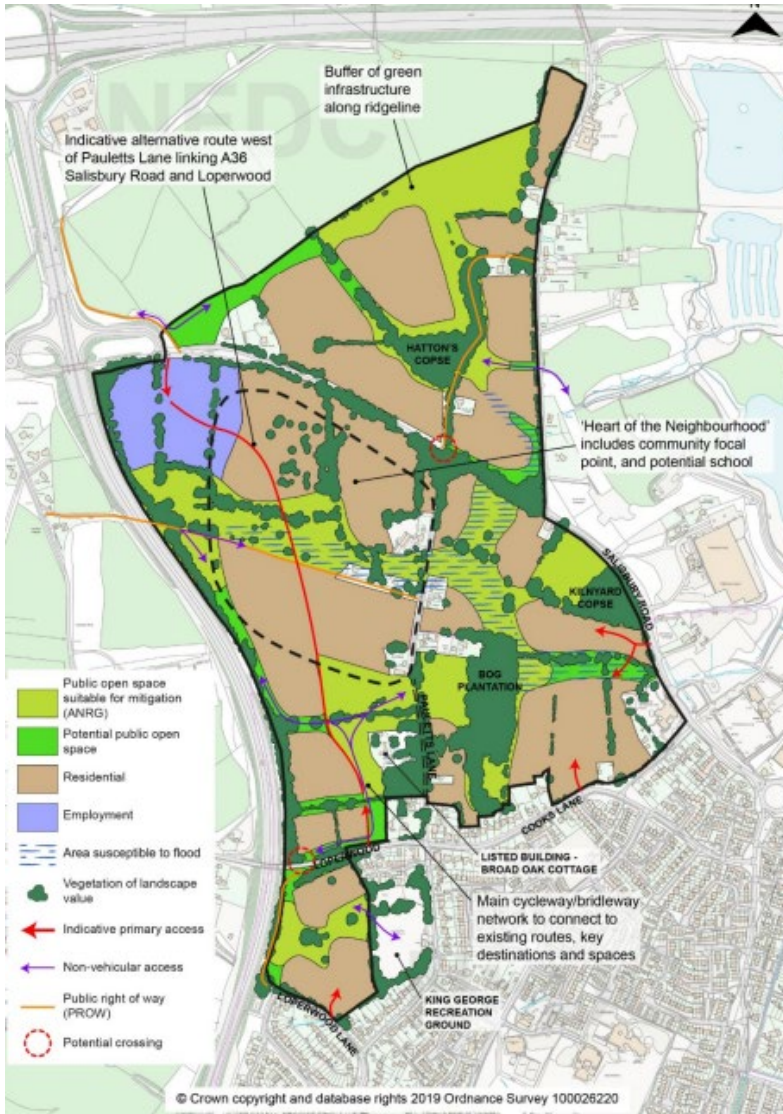 N
NFDC
Buffer of green
infrastructure
along ridgeline
Indicative alternative route west
of Pauletts Lane linking A36
Salisbury Road and Loperwood
HATTON'S
COPSE
'Heart of the Neighbourhood'
includes community focal
point, and potential school
SALISBURY ROAD
KILNYARD
COPSE
BOG
PLANTATION
PAULETTS LANE
COOKS LANE
LOPERWOOD
LISTED BUILDING -
BROAD OAK COTTAGE
Main cycleway/bridleway
network to connect to
existing routes, key
destinations and spaces
KING GEORGE
RECREATION
GROUND
LOPERWOOD LANE
Public open space
suitable for mitigation
(ANRG)
Potential public open
space
Residential
Employment
Area susceptible to flood
Vegetation of landscape
value
Indicative primary access
Non-vehicular access
Public right of way
(PROW)
Potential crossing
© Crown copyright and database rights 2019 Ordnance Survey 100026220